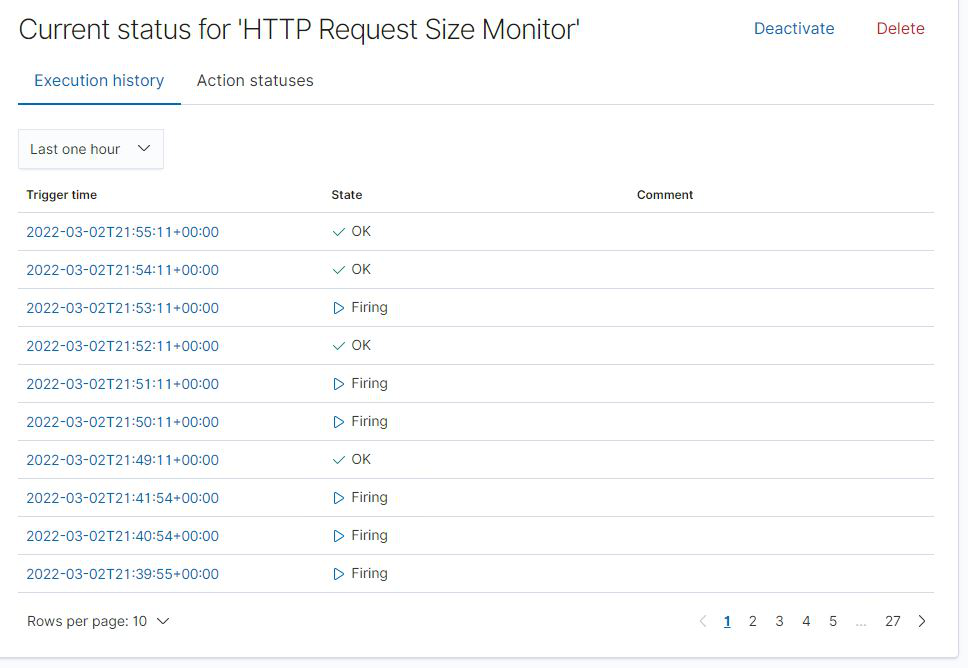 Current status for 'HTTP Request Size Monitor' Deactivate Delete
Execution history Action statuses
Last one hour
Trigger time State Comment
2022-03-02T21:55:11+00:00 OK
2022-03-02T21:54:11+00:00 OK
2022-03-02T21:53:11+00:00 Firing
2022-03-02T21:52:11+00:00 OK
2022-03-02T21:51:11+00:00 Firing
2022-03-02T21:50:11+00:00 Firing
2022-03-02T21:49:11+00:00 OK
2022-03-02T21:41:54+00:00 Firing
2022-03-02T21:40:54+00:00 Firing
2022-03-02T21:39:55+00:00 Firing
Rows per page: 10 1 2 3 4 5 ... 27